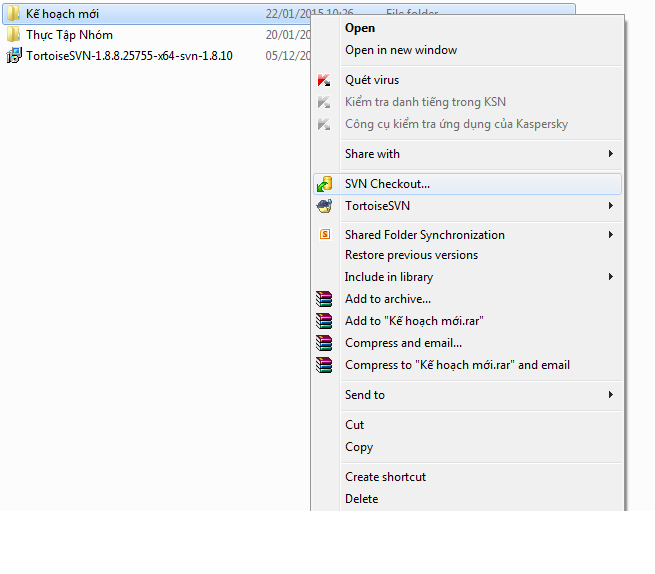 Kế hoạch mới 22/01/2015 10:26 File folder
Thực Tập Nhóm 20/01/20
TortoiseSVN-1.8.8.25755-x64-svn-1.8.10 05/12/20
Open
Open in new window
Quét virus
Kiểm tra danh tiếng trong KSN
Công cụ kiểm tra ứng dụng của Kaspersky
Share with
SVN Checkout...
TortoiseSVN
Shared Folder Synchronization
Restore previous versions
Include in library
Add to archive...
Add to "Kế hoạch mới.rar"
Compress and email...
Compress to "Kế hoạch mới.rar" and email
Send to
Cut
Copy
Create shortcut
Delete